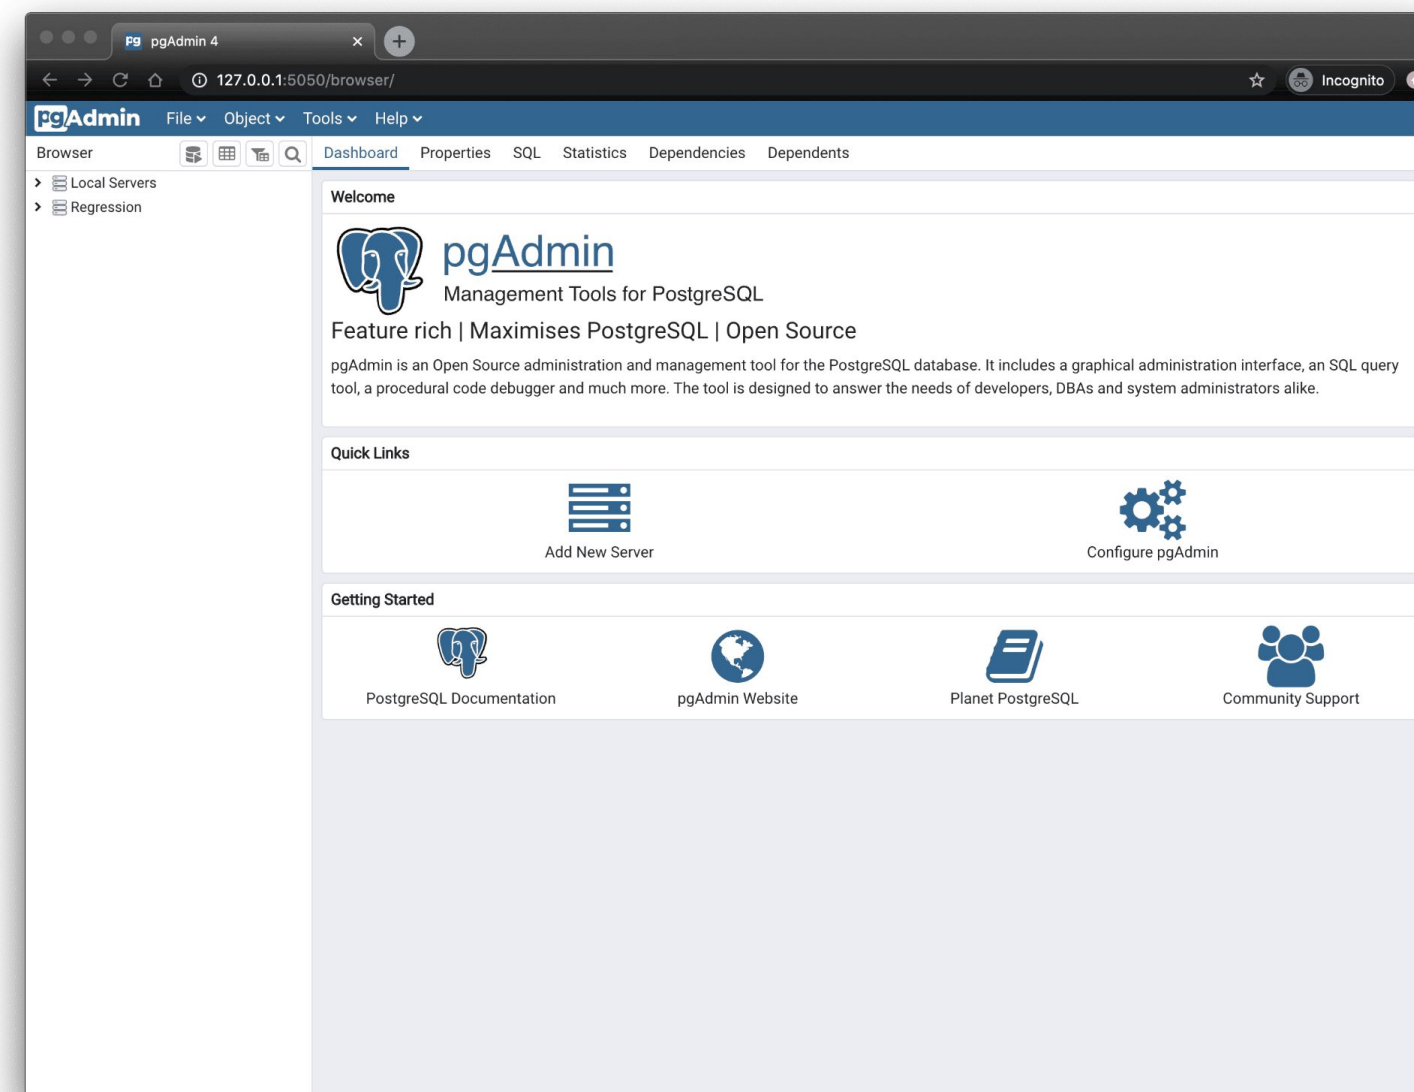 Pg pgAdmin 4
127.0.0.1:5050/browser/
Incognito
pgAdmin File Object Tools Help
Browser
Dashboard Properties SQL Statistics Dependencies Dependents
Local Servers
Regression
Welcome
pgAdmin
Management Tools for PostgreSQL
Feature rich | Maximises PostgreSQL | Open Source
pgAdmin is an Open Source administration and management tool for the PostgreSQL database. It includes a graphical administration interface, an SQL query
tool, a procedural code debugger and much more. The tool is designed to answer the needs of developers, DBAs and system administrators alike.
Quick Links
Add New Server
Configure pgAdmin
Getting Started
PostgreSQL Documentation
pgAdmin Website
Planet PostgreSQL
Community Support